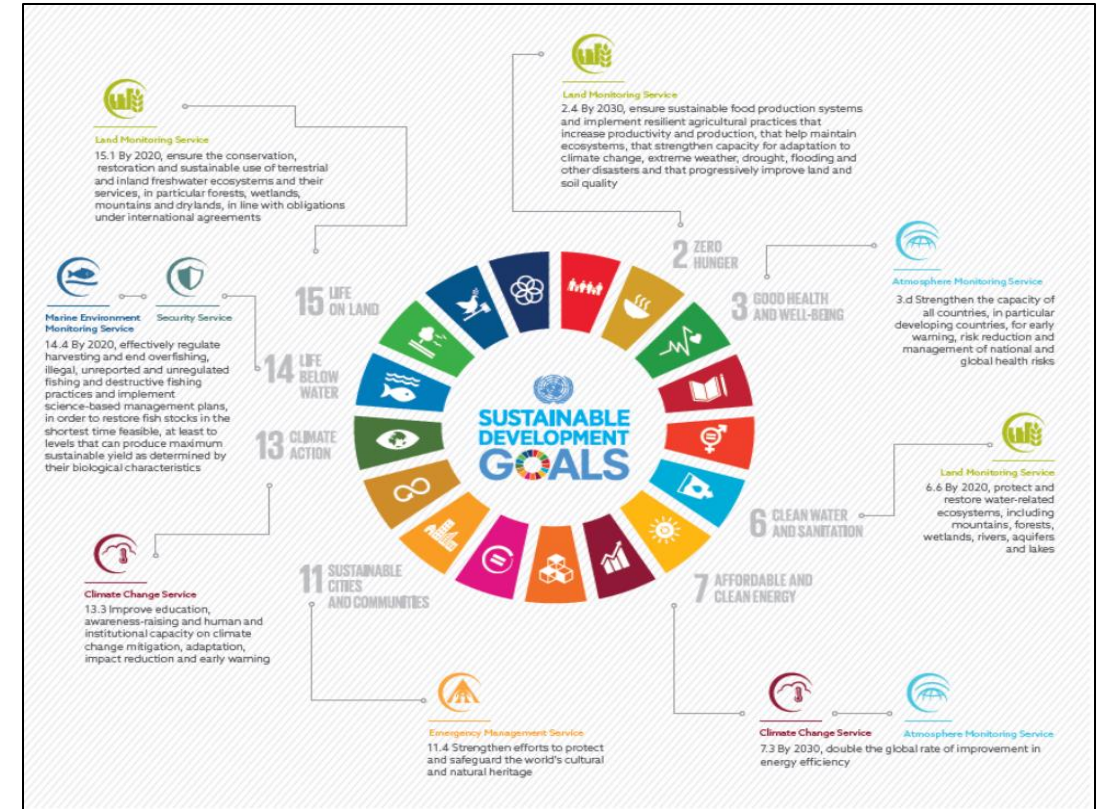 Land Monitoring Service
15.1 By 2020, ensure the conservation,
restoration and sustainable use of terrestrial
and inland freshwater ecosystems and their
services, in particular forests, wetlands,
mountains and drylands, in line with obligations
under international agreements
Land Monitoring Service
2.4 By 2030, ensure sustainable food production systems
and implement resilient agricultural practices that
increase productivity and production, that help maintain
ecosystems, that strengthen capacity for adaptation to
climate change, extreme weather, drought, flooding and
other disasters and that progressively improve land and
soil quality
2 ZERO
HUNGER
3 GOOD HEALTH
AND WELL-BEING
Atmosphere Monitoring Service
3.d Strengthen the capacity of
all countries, in particular
developing countries, for early
warning, risk reduction and
management of national and
global health risks
15 LIFE
ON LAND
Marine Environment
Monitoring Service
Security Service
14.4 By 2020, effectively regulate
harvesting and end overfishing,
illegal, unreported and unregulated
fishing and destructive fishing
practices and implement
science-based management plans,
in order to restore fish stocks in the
shortest time feasible, at least to
levels that can produce maximum
sustainable yield as determined by
their biological characteristics
14 LIFE
BELOW
WATER
13 CLIMATE
ACTION
SUSTAINABLE
DEVELOPMENT
GOALS
Land Monitoring Service
6.6 By 2020, protect and
restore water-related
ecosystems, including
mountains, forests,
wetlands, rivers, aquifers
and lakes
6 CLEAN WATER
AND SANITATION
7 AFFORDABLE AND
CLEAN ENERGY
11 SUSTAINABLE
CITIES
AND COMMUNITIES
Climate Change Service
13.3 Improve education,
awareness-raising and human and
institutional capacity on climate
change mitigation, adaptation,
impact reduction and early warning
Emergency Management Service
11.4 Strengthen efforts to protect
and safeguard the world's cultural
and natural heritage
Climate Change Service
Atmosphere Monitoring Service
7.3 By 2030, double the global rate of improvement in
energy efficiency